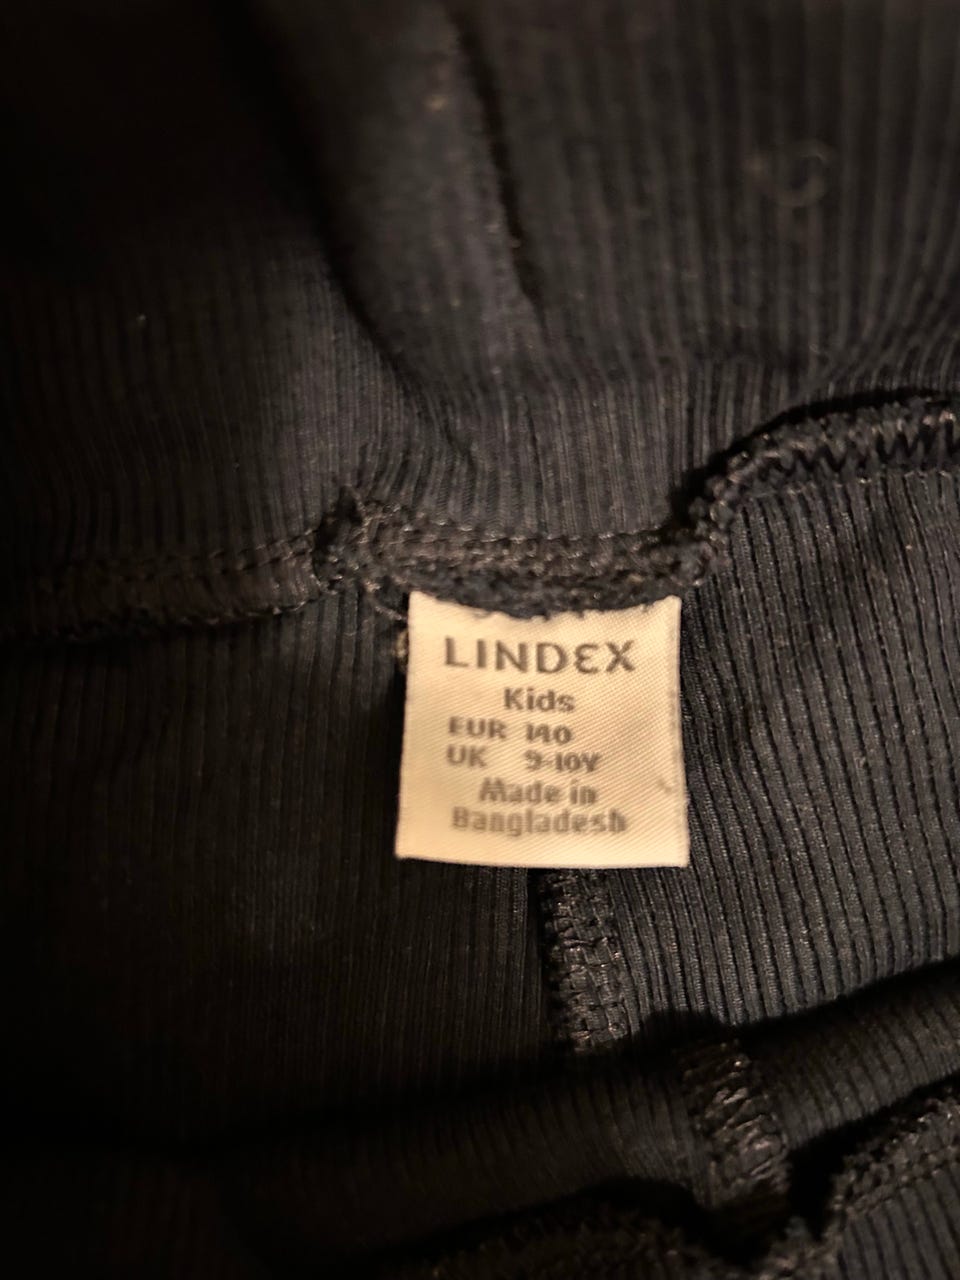 LINDEX
Kids
EUR 140
UK 9-10Y
Made in
Bangladesh